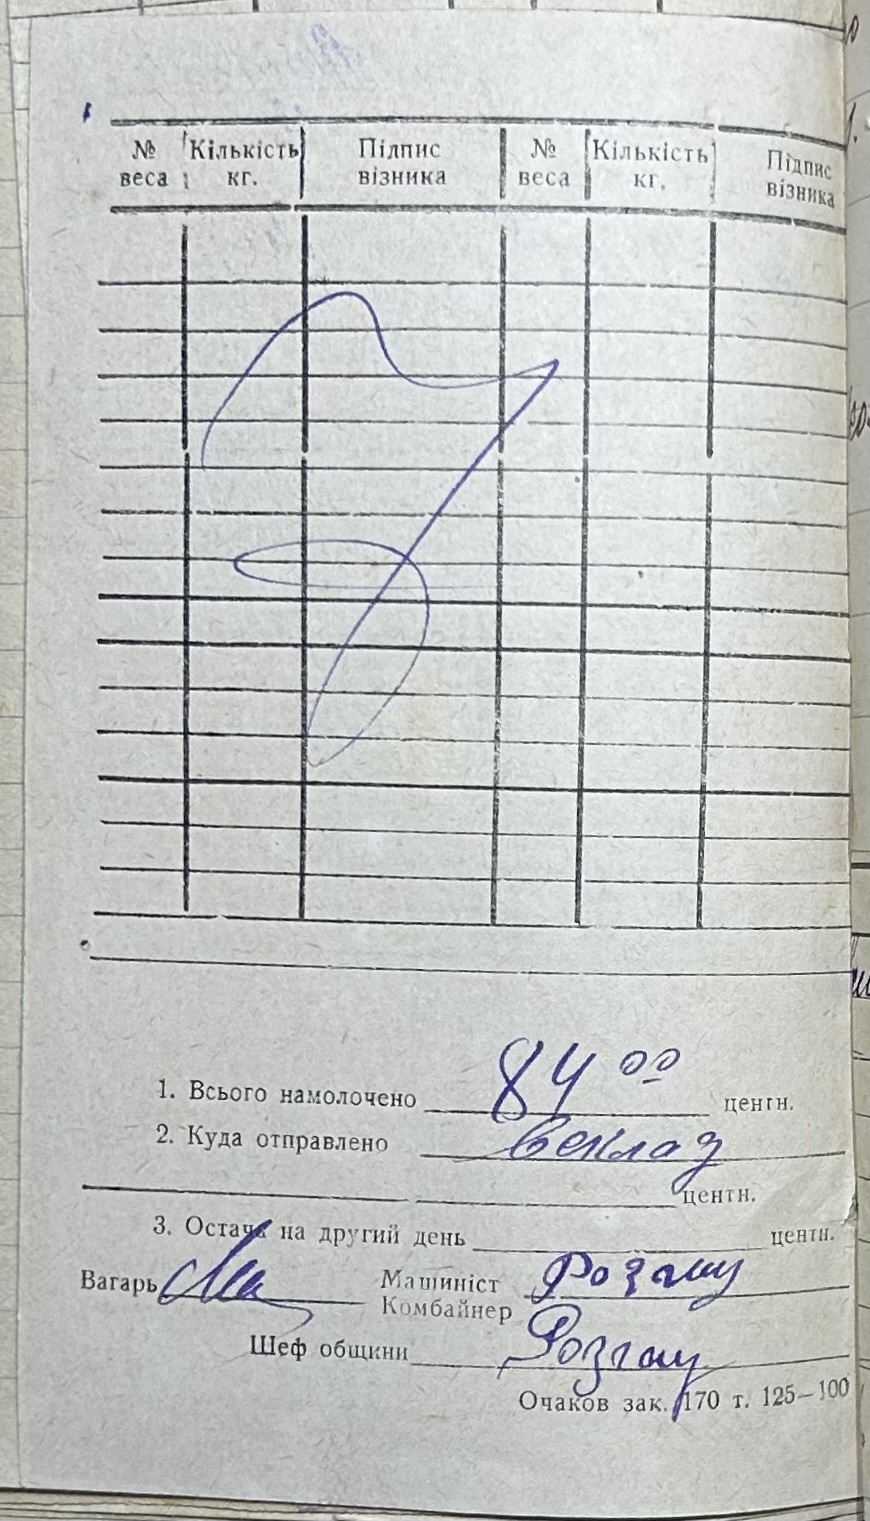 № веса Кількість кг. Підпис візника № веса Кількість кг. Підпис візника
1. Всього намолочено 84 00 центн.
2. Куда отправлено в склад
центн.
3. Остача на другий день центн.
Вагарь Машиніст
Комбайнер
Шеф общини
Очаков зак. 170 т. 125—100